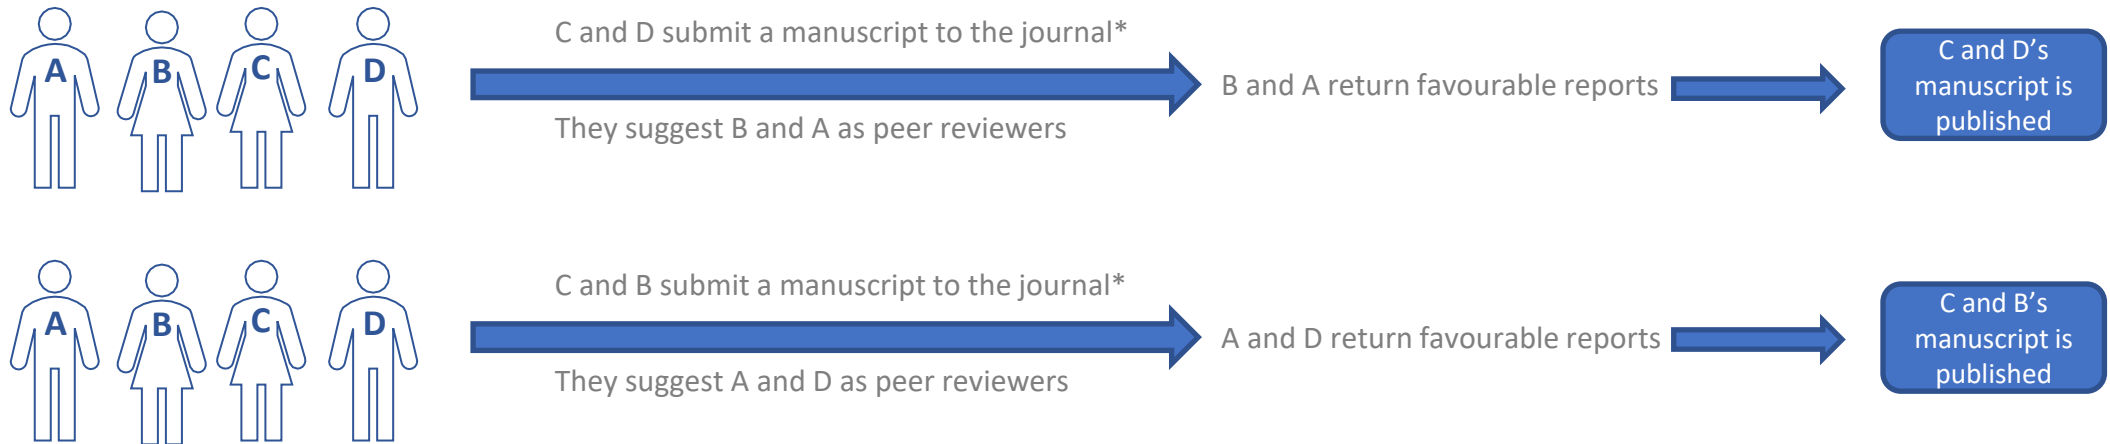 A B C D
C and D submit a manuscript to the journal*
They suggest B and A as peer reviewers
B and A return favourable reports
C and D’s
manuscript is
published
A B C D
C and B submit a manuscript to the journal*
They suggest A and D as peer reviewers
A and D return favourable reports
C and B’s
manuscript is
published